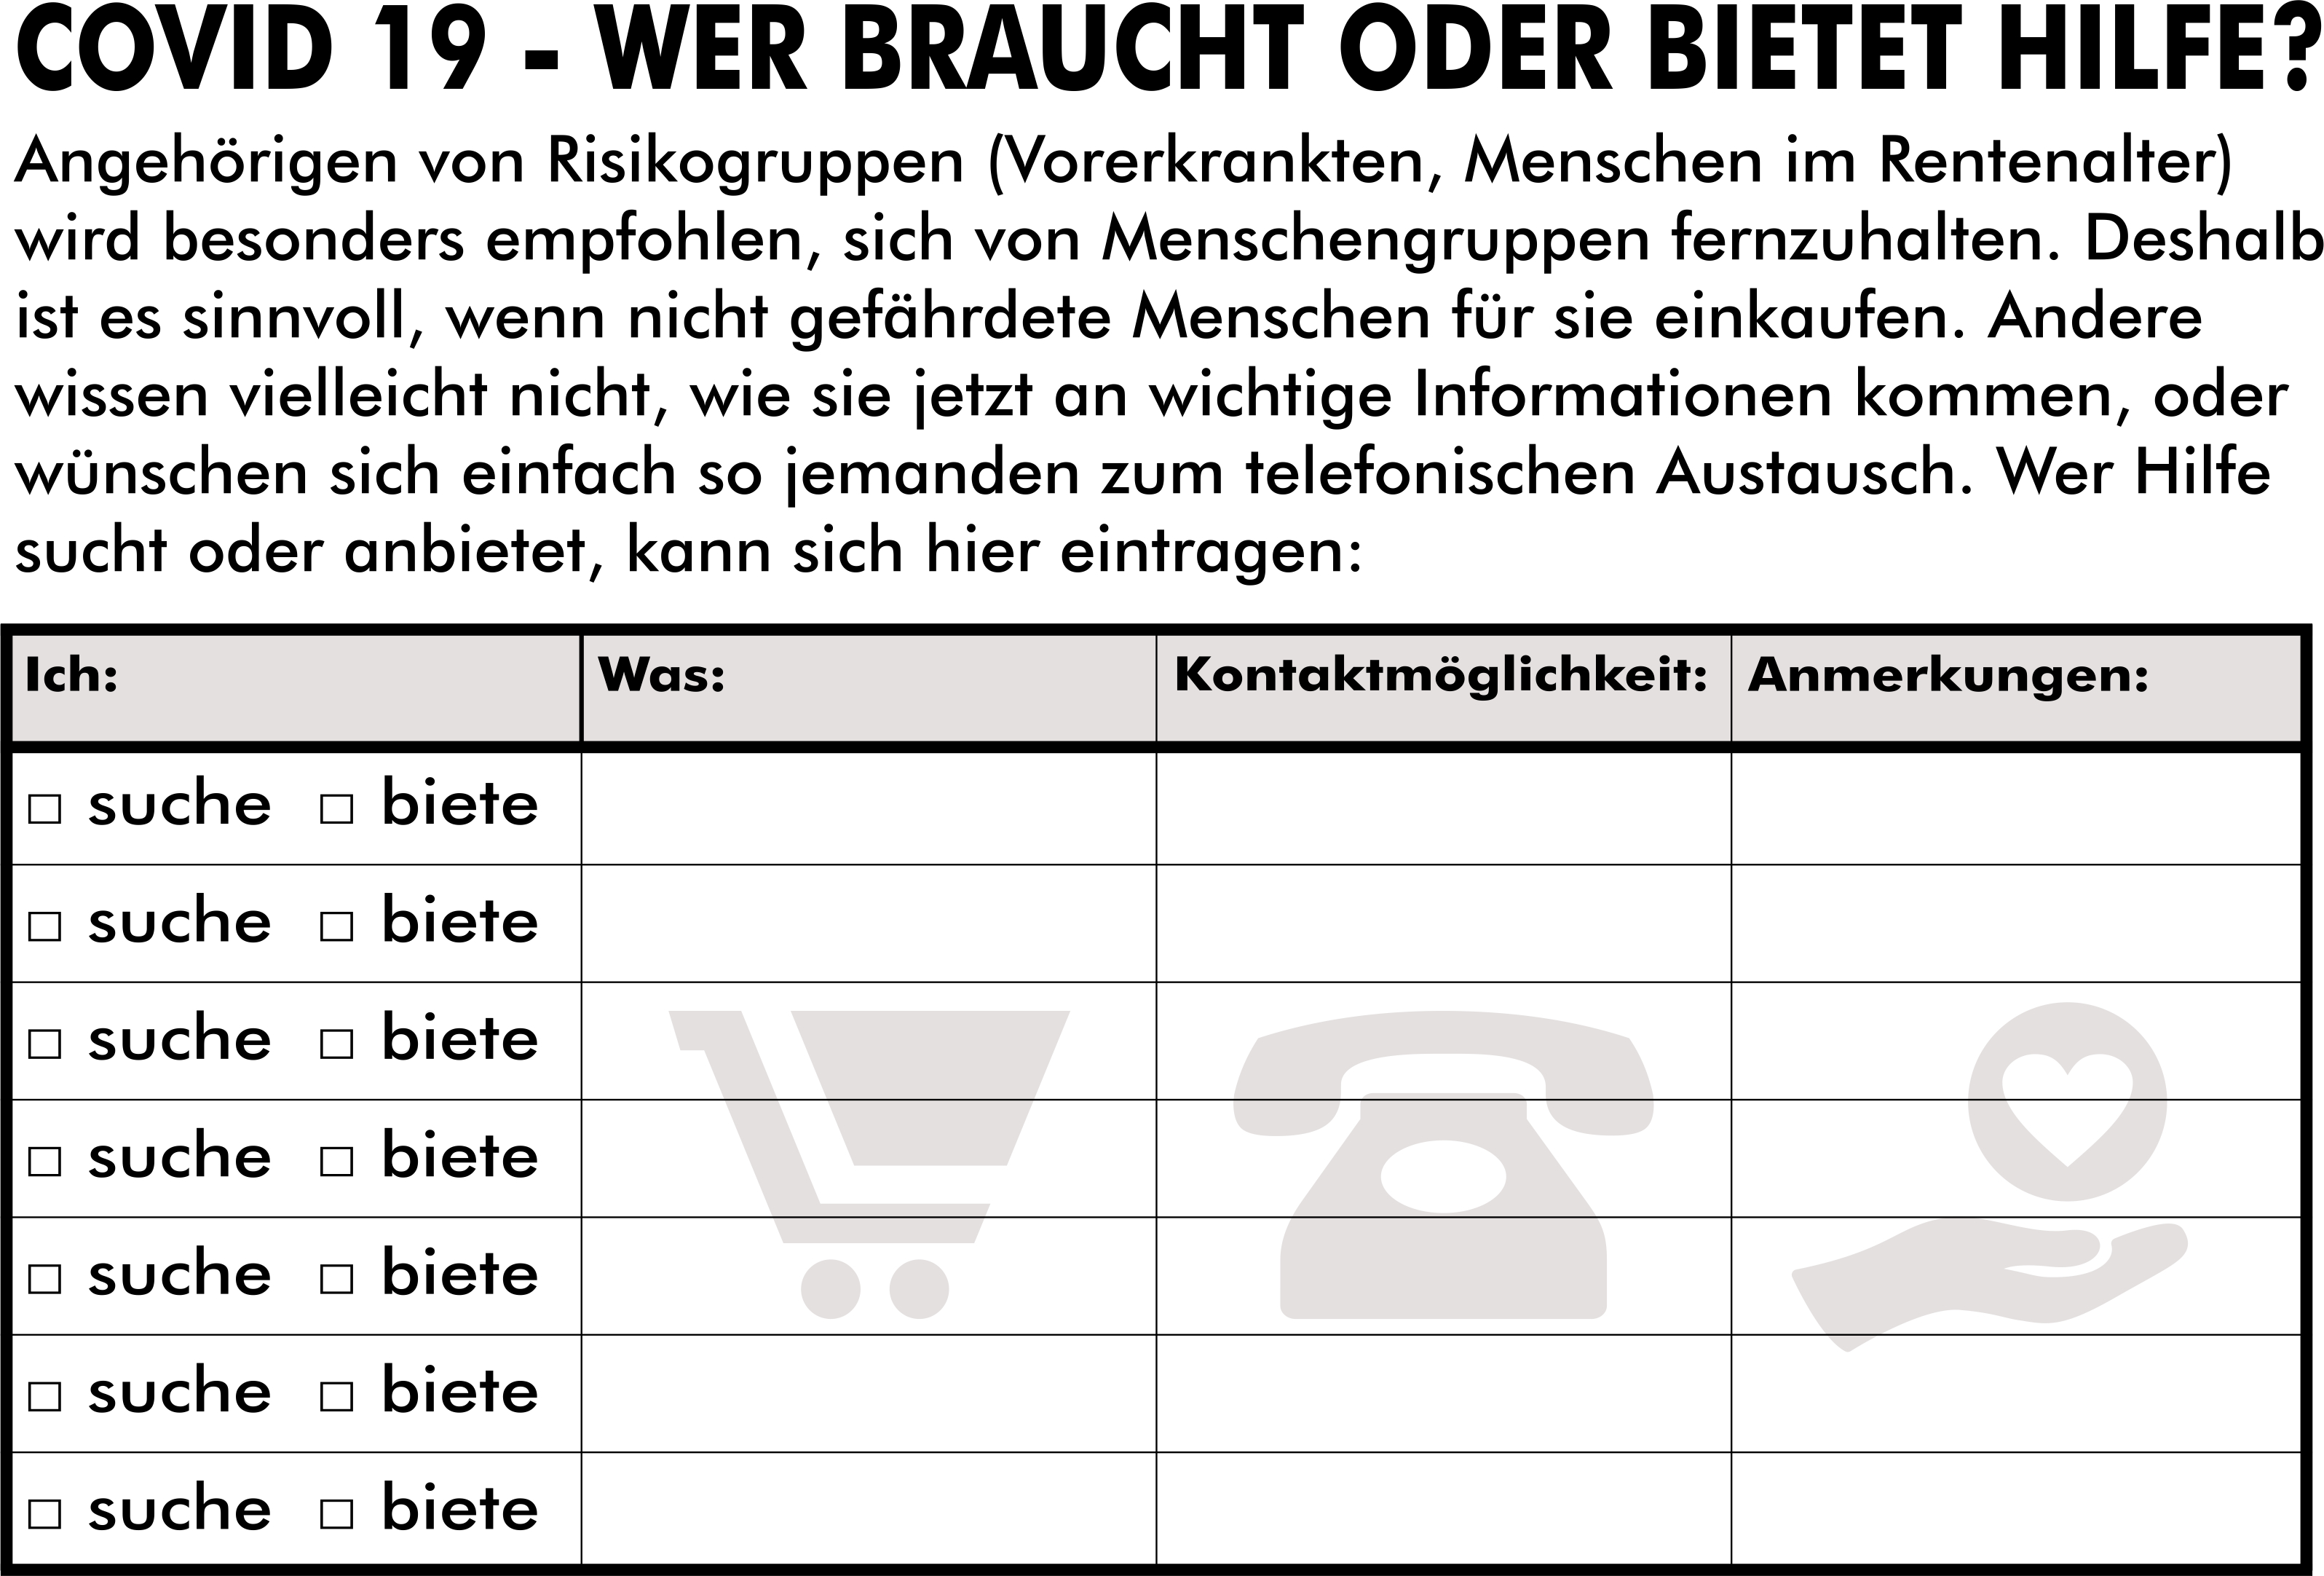 COVID 19 - WER BRAUCHT ODER BIETET HILFE?
Angehörigen von Risikogruppen (Vorerkrankten, Menschen im Rentenalter)
wird besonders empfohlen, sich von Menschengruppen fernzuhalten. Deshalb
ist es sinnvoll, wenn nicht gefährdete Menschen für sie einkaufen. Andere
wissen vielleicht nicht, wie sie jetzt an wichtige Informationen kommen, oder
wünschen sich einfach so jemanden zum telefonischen Austausch. Wer Hilfe
sucht oder anbietet, kann sich hier eintragen:
Ich: Was: Kontaktmöglichkeit: Anmerkungen:
□ suche □ biete
□ suche □ biete
□ suche □ biete
□ suche □ biete
□ suche □ biete
□ suche □ biete
□ suche □ biete